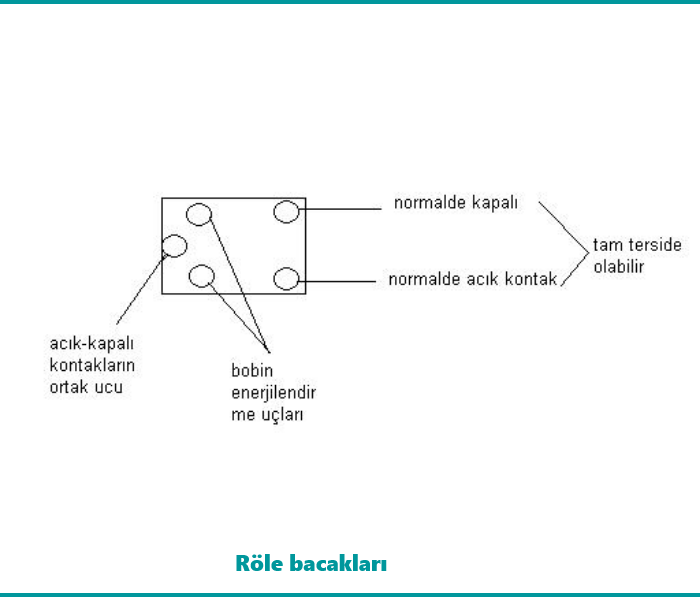 normalde kapalı
tam terside
olabilir
normalde acık kontak
acık-kapalı
kontakların
ortak ucu
bobin
enerjilendir
me uçları
Röle bacakları